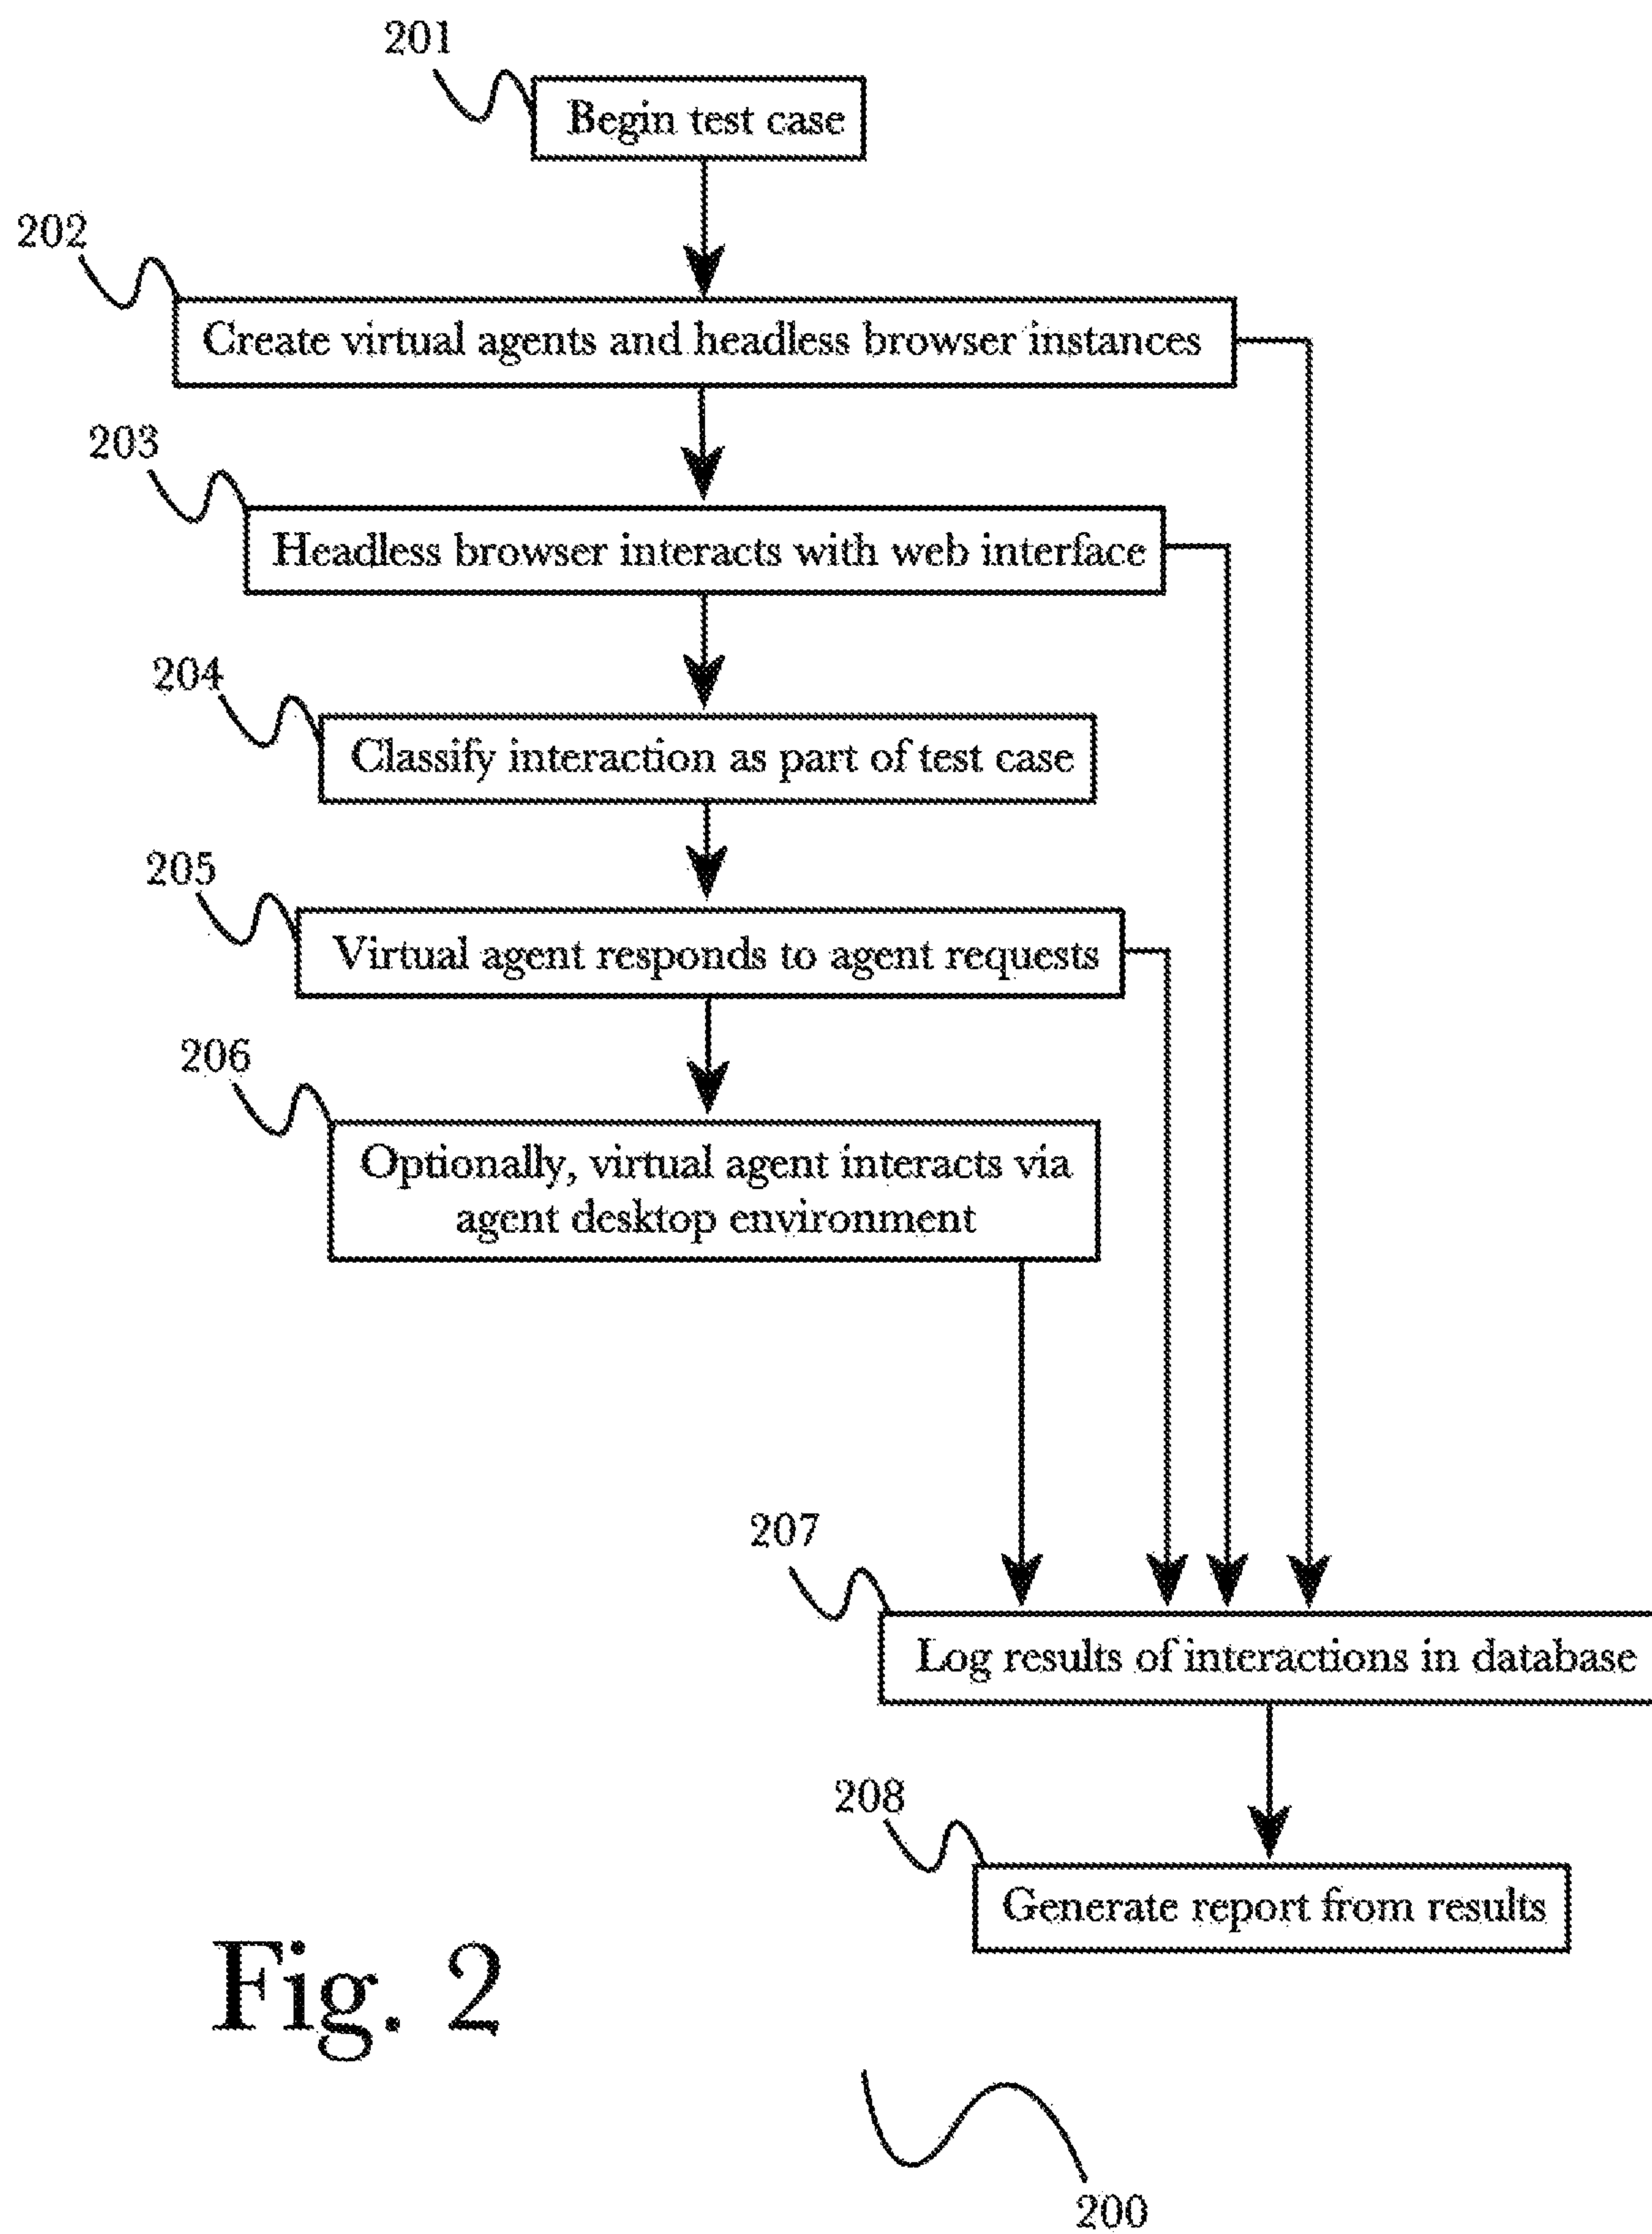 201
Begin test case
202
Create virtual agents and headless browser instances
203
Headless browser interacts with web interface
204
Classify interaction as part of test case
205
Virtual agent responds to agent requests
206
Optionally, virtual agent interacts via
agent desktop environment
207
Log results of interactions in database
208
Generate report from results
Fig. 2
200